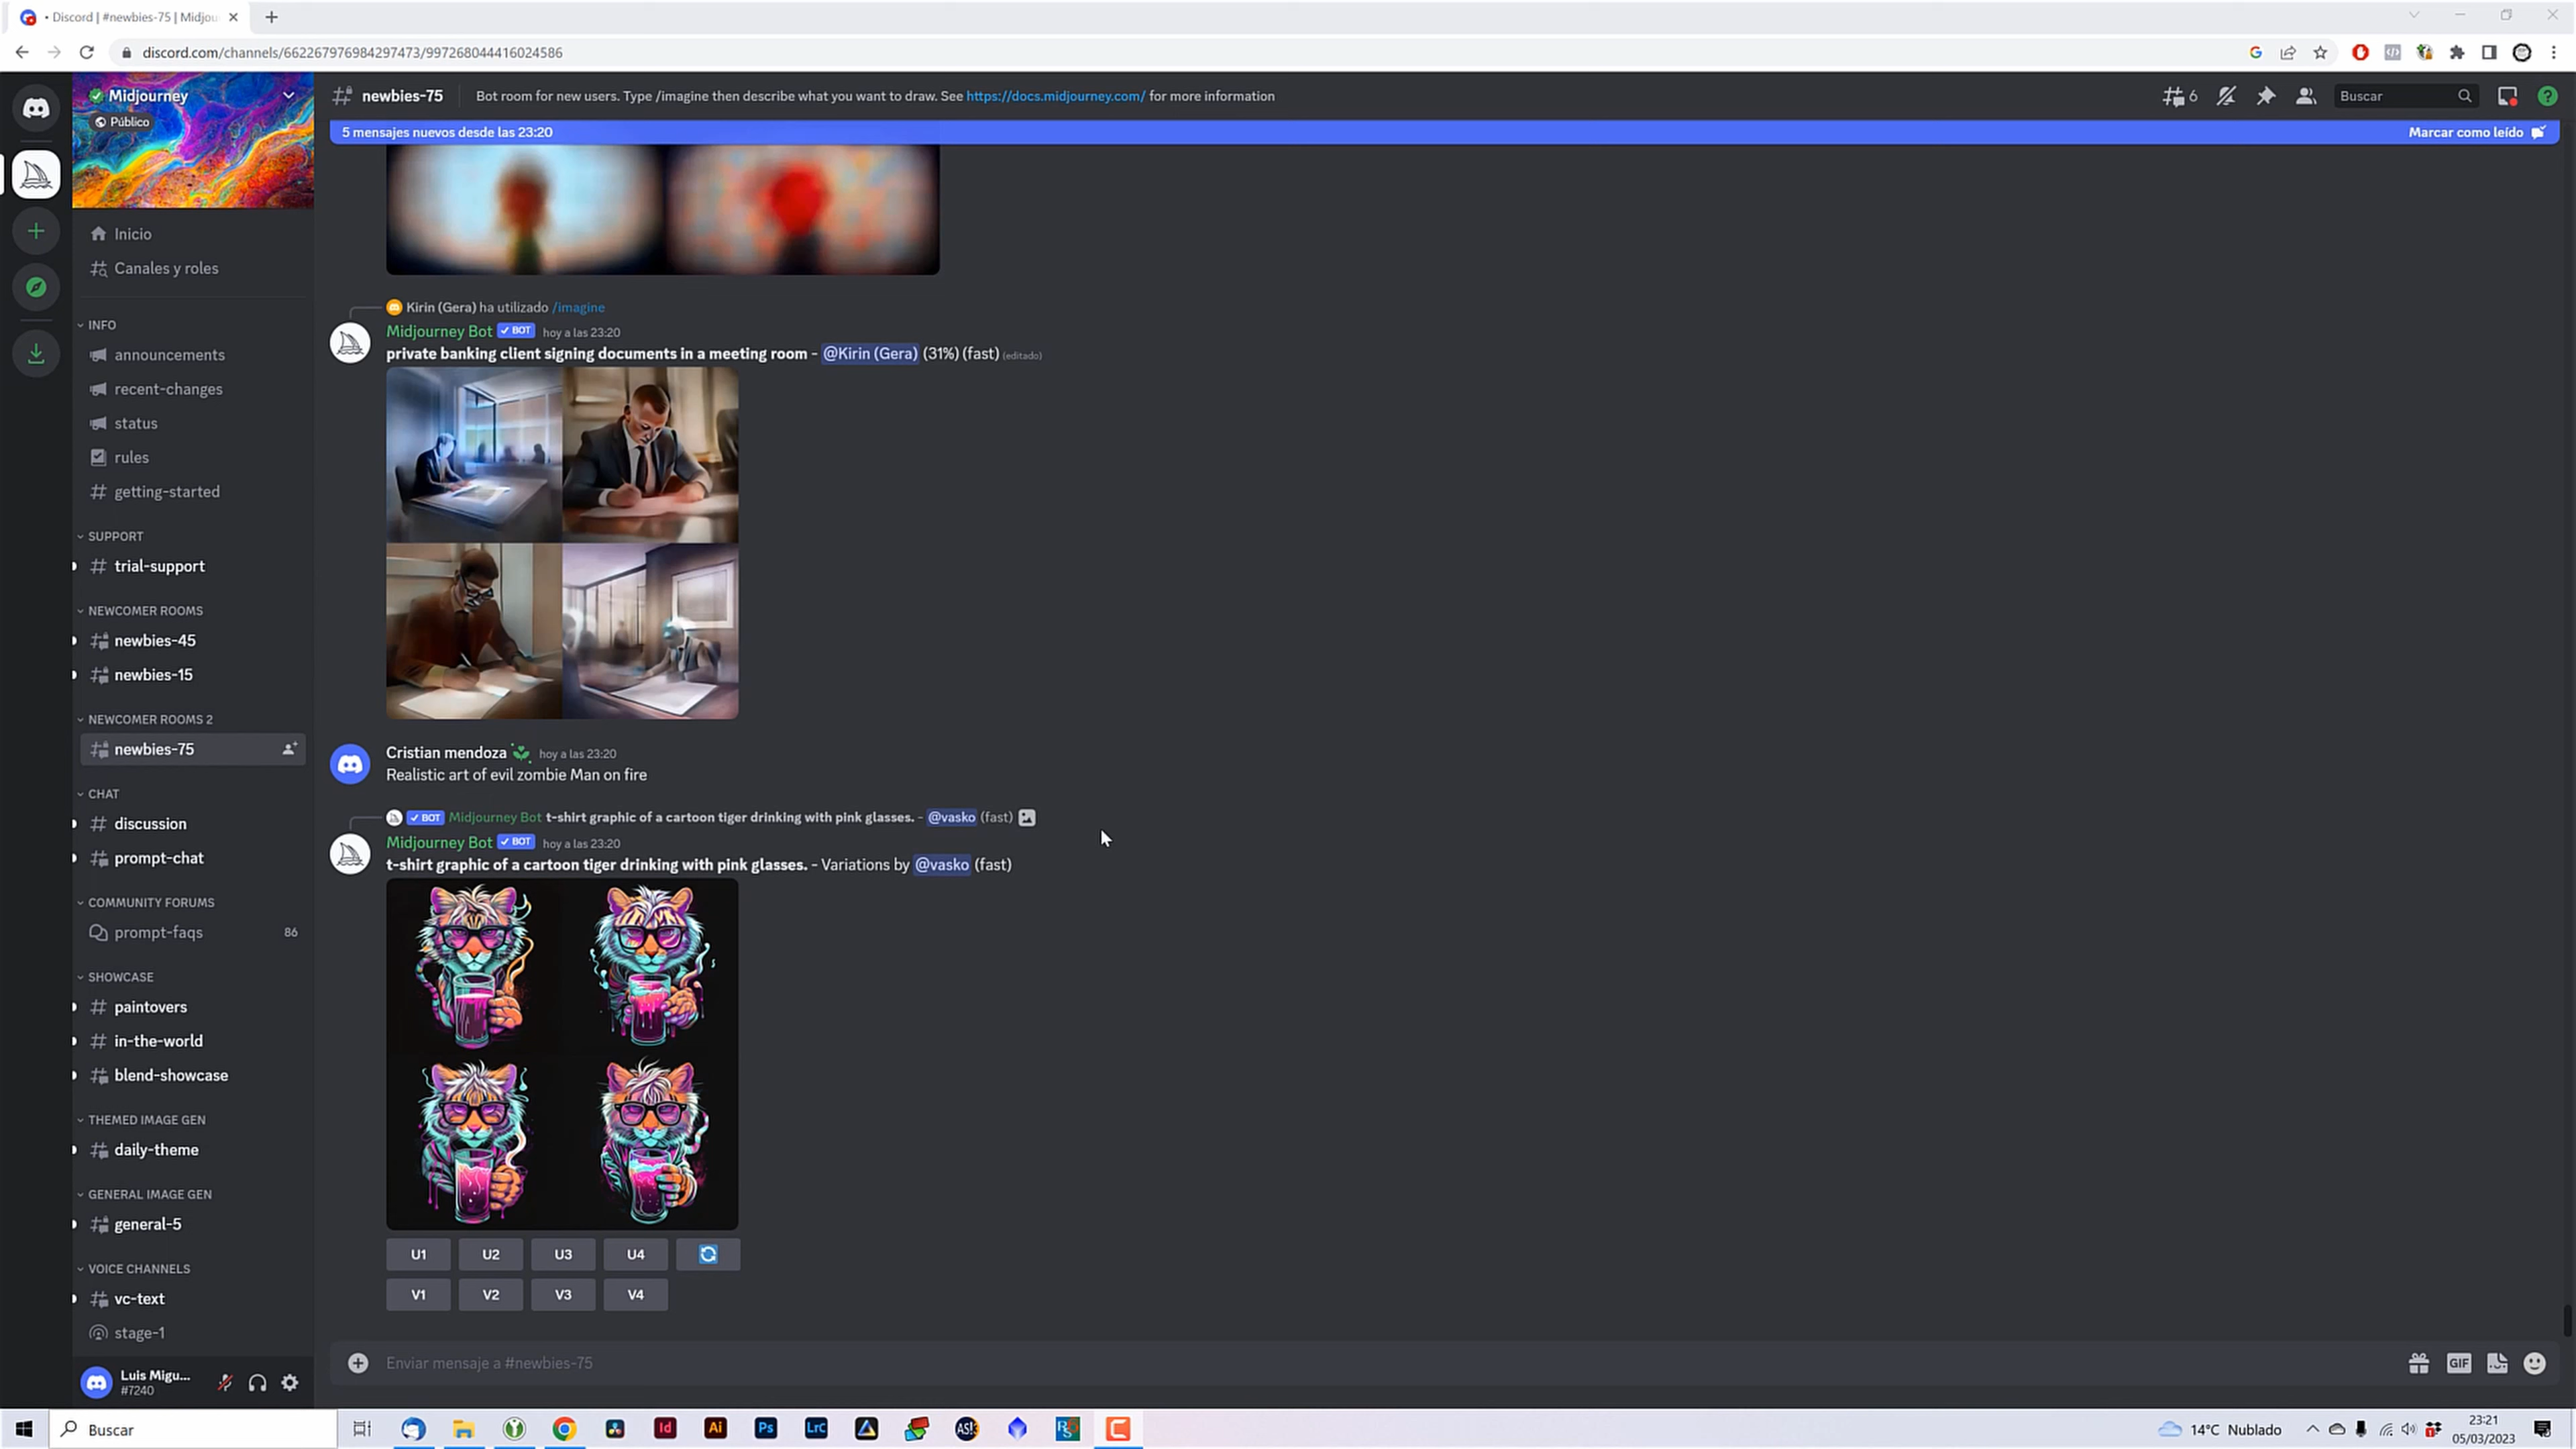 • Discord | #newbies-75 | Midjou
discord.com/channels/662267976984297473/997268044416024586
Midjourney
Público
newbies-75
Bot room for new users. Type /imagine then describe what you want to draw. See https://docs.midjourney.com/ for more information
6
Buscar
5 mensajes nuevos desde las 23:20
Marcar como leído
Inicio
Canales y roles
INFO
announcements
recent-changes
status
rules
getting-started
SUPPORT
trial-support
NEWCOMER ROOMS
newbies-45
newbies-15
NEWCOMER ROOMS 2
newbies-75
CHAT
discussion
prompt-chat
COMMUNITY FORUMS
prompt-faqs 86
SHOWCASE
paintovers
in-the-world
blend-showcase
THEMED IMAGE GEN
daily-theme
GENERAL IMAGE GEN
general-5
VOICE CHANNELS
vc-text
stage-1
Luis Migu...
#7240
Kirin (Gera) ha utilizado /imagine
Midjourney Bot BOT hoy a las 23:20
private banking client signing documents in a meeting room - @Kirin (Gera) (31%) (fast) (editado)
Cristian mendoza hoy a las 23:20
Realistic art of evil zombie Man on fire
BOT Midjourney Bot t-shirt graphic of a cartoon tiger drinking with pink glasses. - @vasko (fast)
Midjourney Bot BOT hoy a las 23:20
t-shirt graphic of a cartoon tiger drinking with pink glasses. - Variations by @vasko (fast)
U1 U2 U3 U4
V1 V2 V3 V4
Enviar mensaje a #newbies-75
GIF
Buscar
Id
Ai
Ps
LrC
AS!
14°C Nublado
23:21
05/03/2023